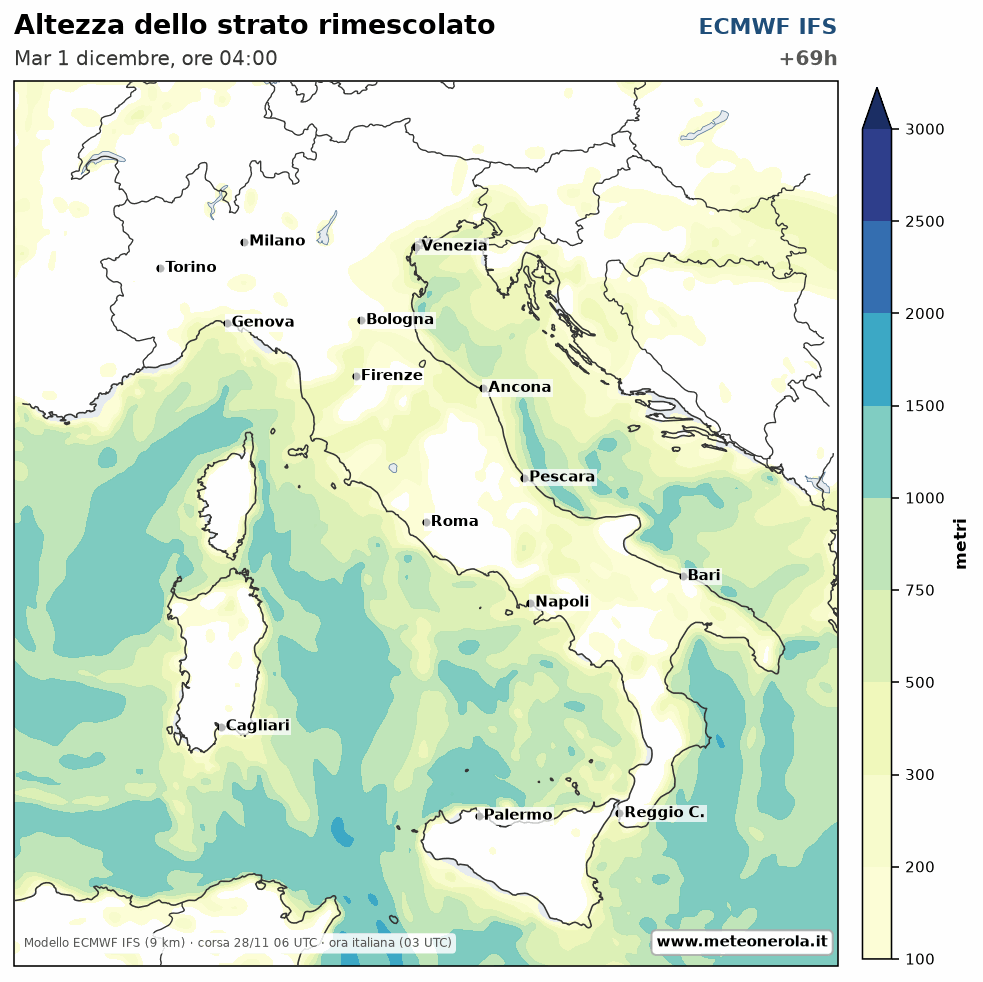 Altezza dello strato rimescolato
ECMWF IFS
Mar 1 dicembre, ore 04:00
+69h
Milano
Torino
Venezia
Genova
Bologna
Firenze
Ancona
Pescara
Roma
Bari
Napoli
Cagliari
Palermo
Reggio C.
3000
2500
2000
1500
1000
750
500
300
200
100
metri
Modello ECMWF IFS (9 km) · corsa 28/11 06 UTC · ora italiana (03 UTC)
www.meteonerola.it